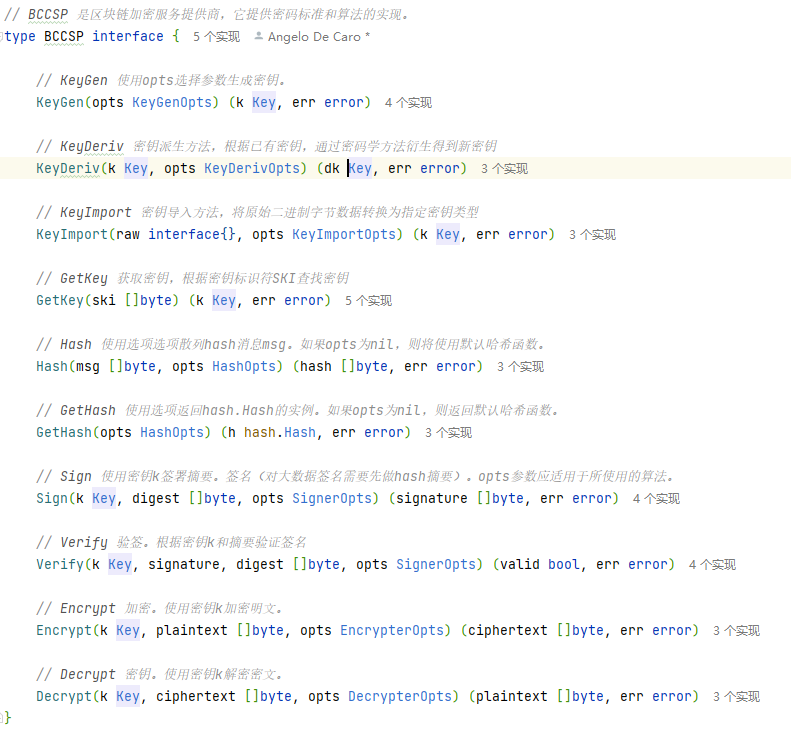 // BCCSP 是区块链加密服务提供商，它提供密码标准和算法的实现。
type BCCSP interface { 5 个实现 Angelo De Caro *
// KeyGen 使用opts选择参数生成密钥。
KeyGen(opts KeyGenOpts) (k Key, err error) 4 个实现
// KeyDeriv 密钥派生方法，根据已有密钥，通过密码学方法衍生得到新密钥
KeyDeriv(k Key, opts KeyDerivOpts) (dk Key, err error) 3 个实现
// KeyImport 密钥导入方法，将原始二进制字节数据转换为指定密钥类型
KeyImport(raw interface{}, opts KeyImportOpts) (k Key, err error) 3 个实现
// GetKey 获取密钥，根据密钥标识符SKI查找密钥
GetKey(ski []byte) (k Key, err error) 5 个实现
// Hash 使用选项选项散列hash消息msg。如果opts为nil，则将使用默认哈希函数。
Hash(msg []byte, opts HashOpts) (hash []byte, err error) 3 个实现
// GetHash 使用选项返回hash.Hash的实例。如果opts为nil，则返回默认哈希函数。
GetHash(opts HashOpts) (h hash.Hash, err error) 3 个实现
// Sign 使用密钥k签署摘要。签名（对大数据签名需要先做hash摘要）。opts参数应适用于所使用的算法。
Sign(k Key, digest []byte, opts SignerOpts) (signature []byte, err error) 4 个实现
// Verify 验签。根据密钥k和摘要验证签名
Verify(k Key, signature, digest []byte, opts SignerOpts) (valid bool, err error) 4 个实现
// Encrypt 加密。使用密钥k加密明文。
Encrypt(k Key, plaintext []byte, opts EncrypterOpts) (ciphertext []byte, err error) 3 个实现
// Decrypt 密钥。使用密钥k解密密文。
Decrypt(k Key, ciphertext []byte, opts DecrypterOpts) (plaintext []byte, err error) 3 个实现
}